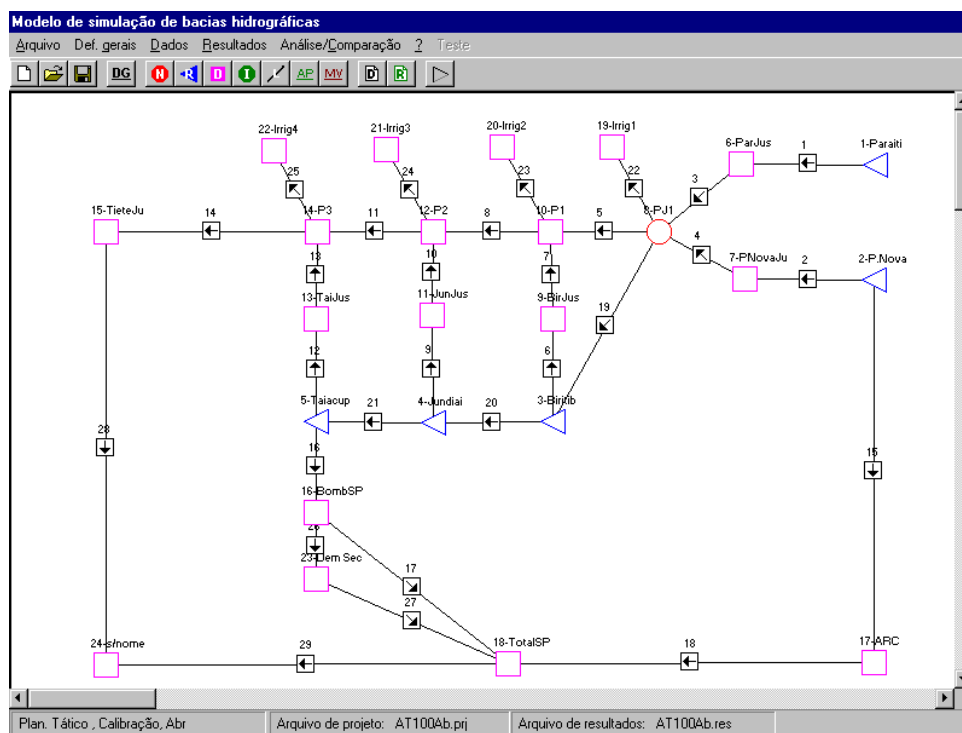 Modelo de simulação de bacias hidrográficas
Arquivo Def. gerais Dados Resultados Análise/Comparação ? Teste
DG N R D I AP MV D R
22-Irrig4 21-Irrig3 20-Irrig2 19-Irrig1
6-ParJus 1 1-Paraiti
25 24 23 22 3
15-TieteJu 14 14-P3 11 12-P2 8 10-P1 5 8-PJ1
4
13 10 7 7-PNovaJu 2 2-P.Nova
13-TaiJus 11-JunJus 9-BirJus 19
12 9 6
5-Taiacup 21 4-Jundiai 20 3-Biritib
28 16 15
16-BombSP
26
23-Dem Sec 17
27
24-s/nome 29 18-TotalSP 18 17-ARC
Plan. Tático , Calibração, Abr Arquivo de projeto: AT100Ab.prj Arquivo de resultados: AT100Ab.res